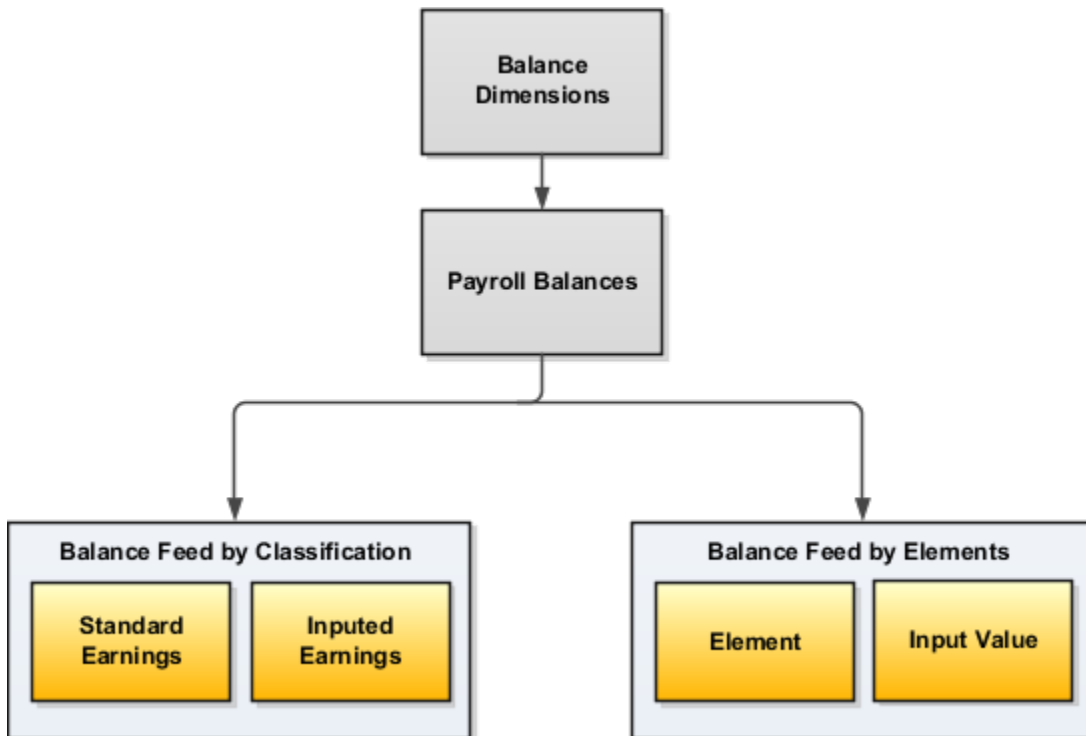 Balance
Dimensions
Payroll Balances
Balance Feed by Classification
Standard
Earnings
Inputed
Earnings
Balance Feed by Elements
Element
Input Value